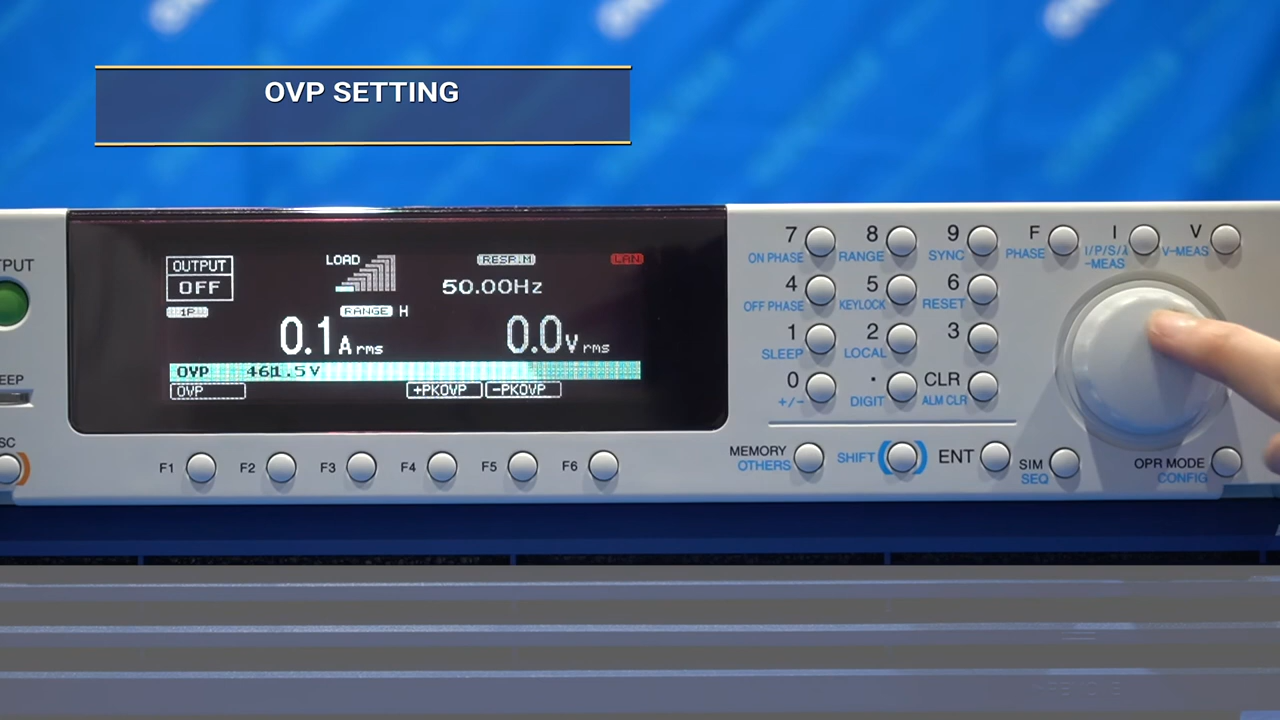 OVP SETTING
TPUT
EEP
SC
OUTPUT
OFF
1P
LOAD
RESP:M
LAN
50.00Hz
RANGE H
0.1Arms
0.0Vrms
OVP 461.5V
OVP
+PKOVP
-PKOVP
F1 F2 F3 F4 F5 F6
7 8 9
ON PHASE RANGE SYNC
4 5 6
OFF PHASE KEYLOCK RESET
1 2 3
SLEEP LOCAL
0 . CLR
+/- DIGIT ALM CLR
F I V
PHASE I/P/S/λ -MEAS V-MEAS
MEMORY
OTHERS
SHIFT
ENT
SIM
SEQ
OPR MODE
CONFIG